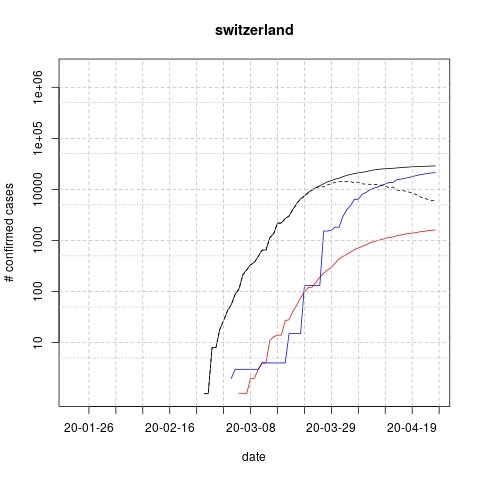 switzerland
# confirmed cases
1e+06
1e+05
10000
1000
100
10
20-01-26 20-02-16 20-03-08 20-03-29 20-04-19
date